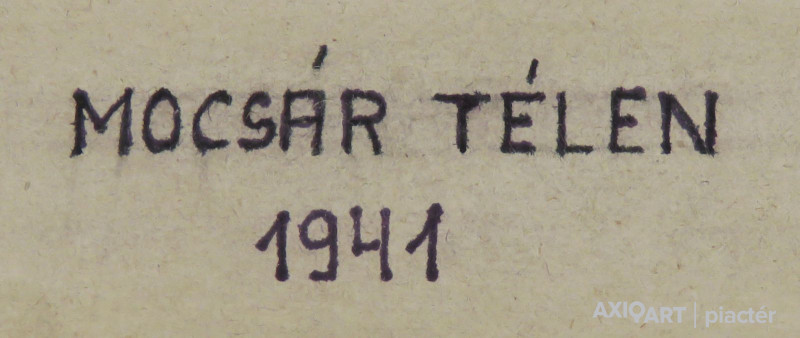 MOCSÁR TÉLEN
1941
AXIOART | piactér